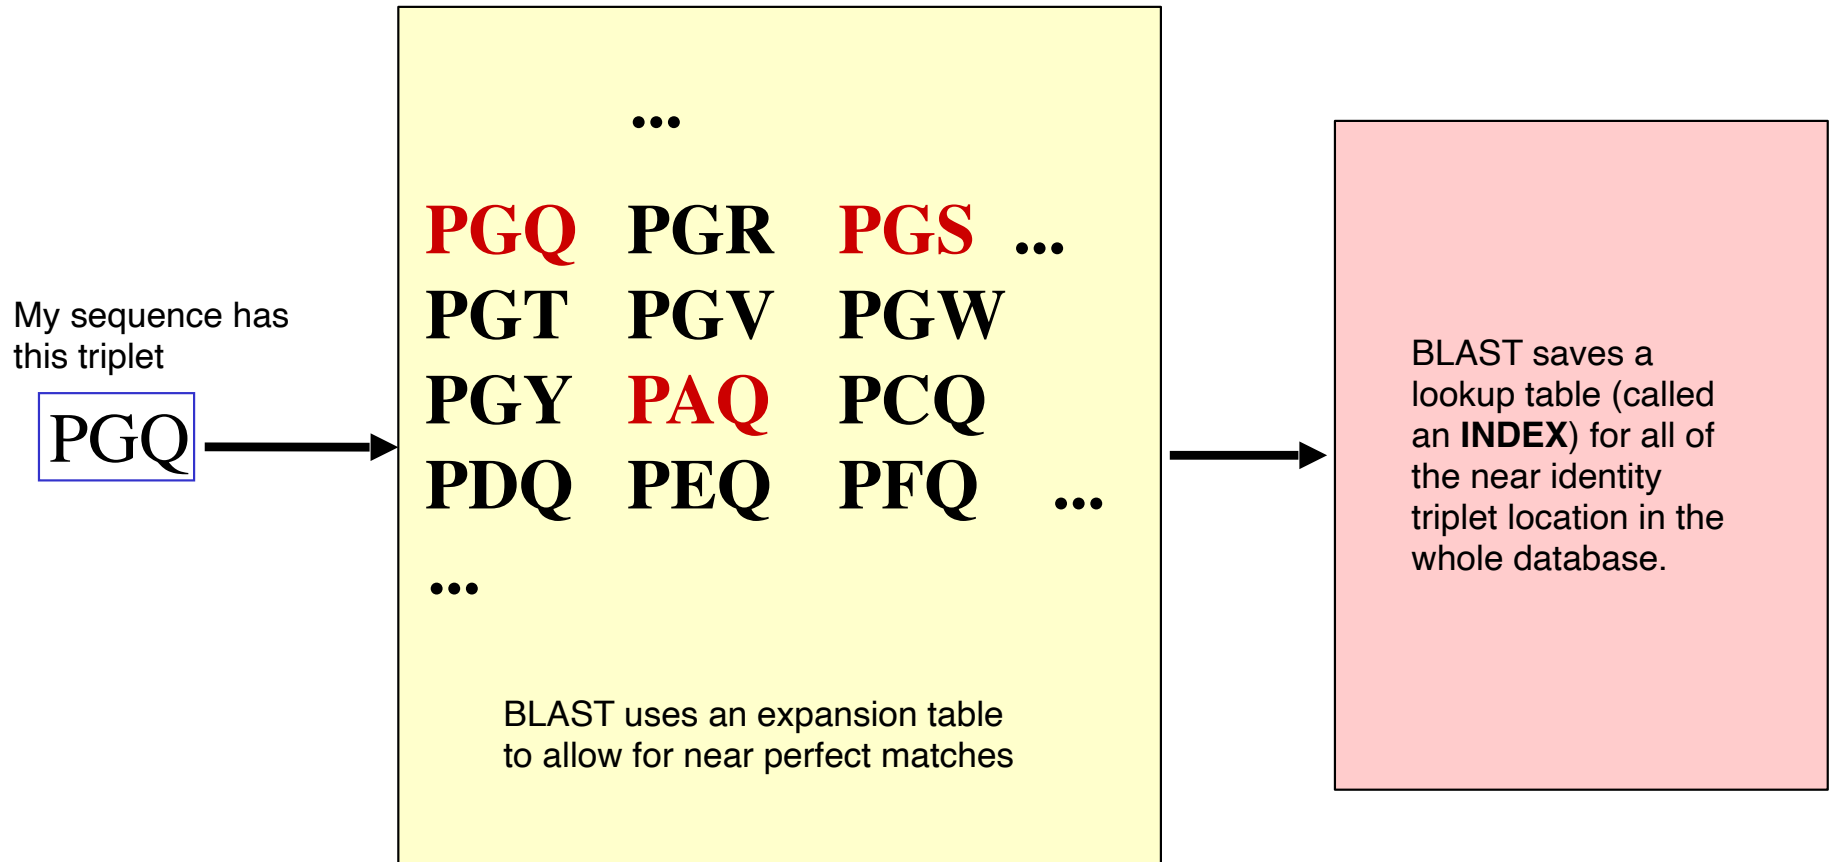 My sequence has
this triplet
PGQ
...
PGQ PGR PGS ...
PGT PGV PGW
PGY PAQ PCQ
PDQ PEQ PFQ ...
...
BLAST uses an expansion table
to allow for near perfect matches
BLAST saves a
lookup table (called
an INDEX) for all of
the near identity
triplet location in the
whole database.